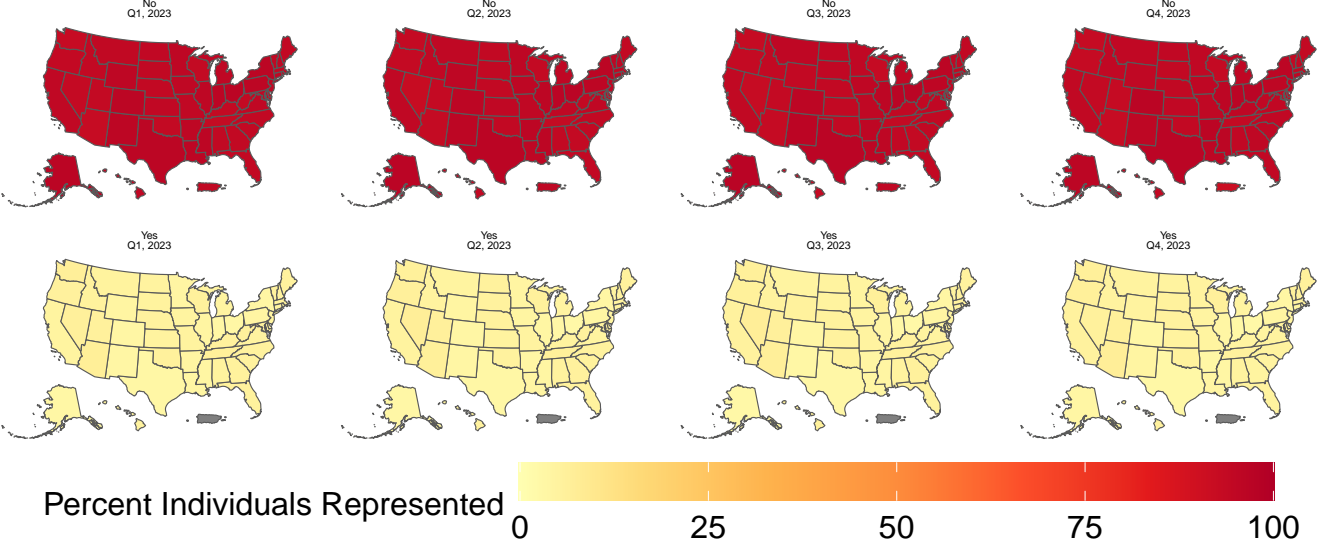 No
Q1, 2023
No
Q2, 2023
No
Q3, 2023
No
Q4, 2023
Yes
Q1, 2023
Yes
Q2, 2023
Yes
Q3, 2023
Yes
Q4, 2023
Percent Individuals Represented
0 25 50 75 100